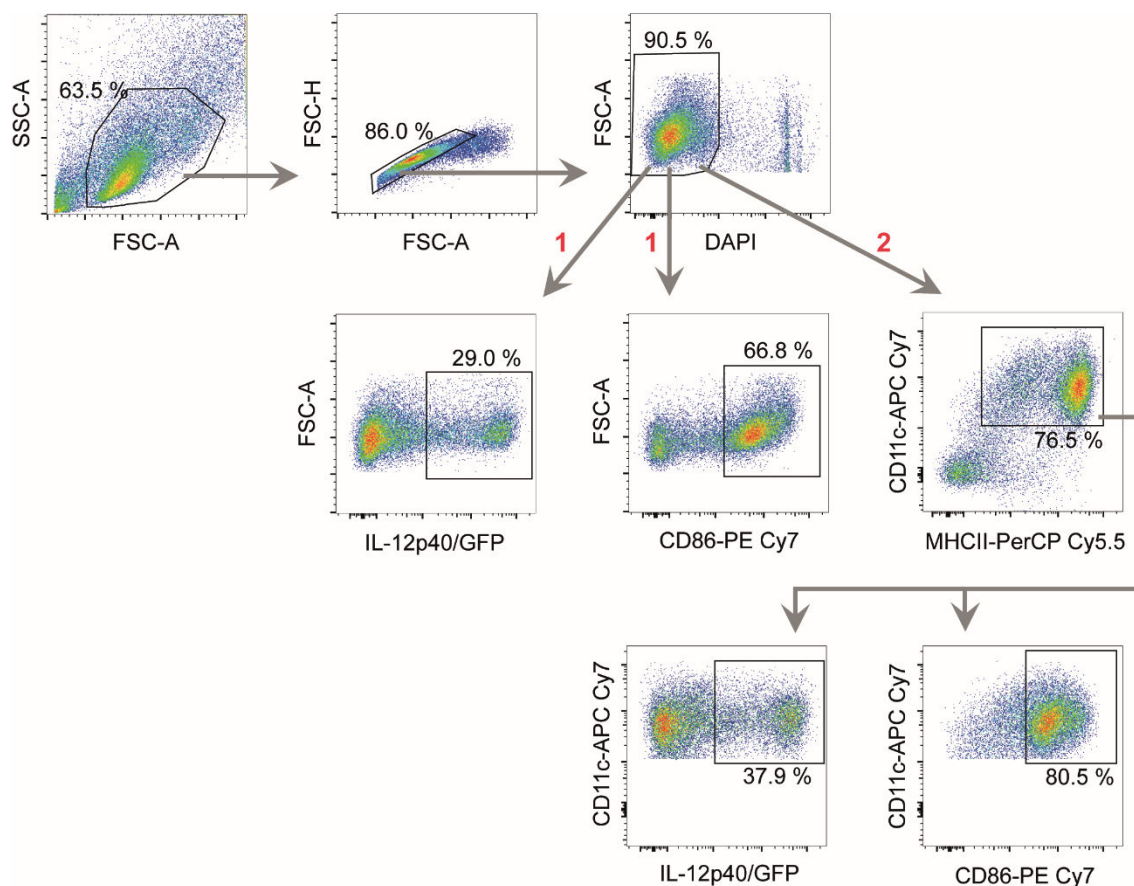 63.5 %
SSC-A
FSC-A
86.0 %
FSC-H
FSC-A
90.5 %
FSC-A
DAPI
1
1
2
29.0 %
FSC-A
IL-12p40/GFP
66.8 %
FSC-A
CD86-PE Cy7
CD11c-APC Cy7
76.5 %
MHCII-PerCP Cy5.5
CD11c-APC Cy7
37.9 %
IL-12p40/GFP
CD11c-APC Cy7
80.5 %
CD86-PE Cy7